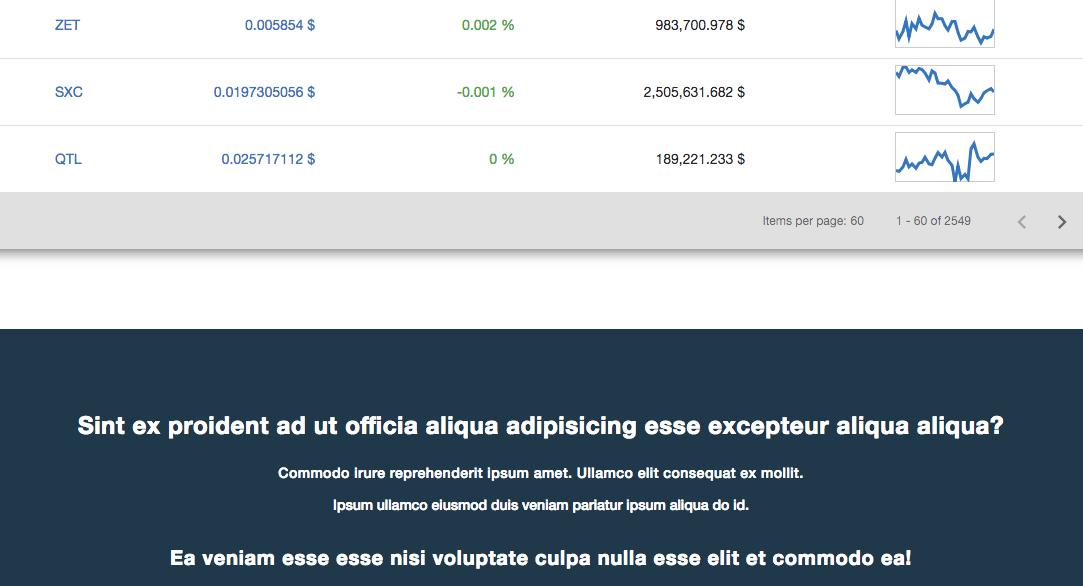 ZET 0.005854 $ 0.002 % 983,700.978 $
SXC 0.0197305056 $ -0.001 % 2,505,631.682 $
QTL 0.025717112 $ 0 % 189,221.233 $
Items per page: 60 1 - 60 of 2549
Sint ex proident ad ut officia aliqua adipisicing esse excepteur aliqua aliqua?
Commodo irure reprehenderit ipsum amet. Ullamco elit consequat ex mollit.
Ipsum ullamco eiusmod duis veniam pariatur ipsum aliqua do id.
Ea veniam esse esse nisi voluptate culpa nulla esse elit et commodo ea!